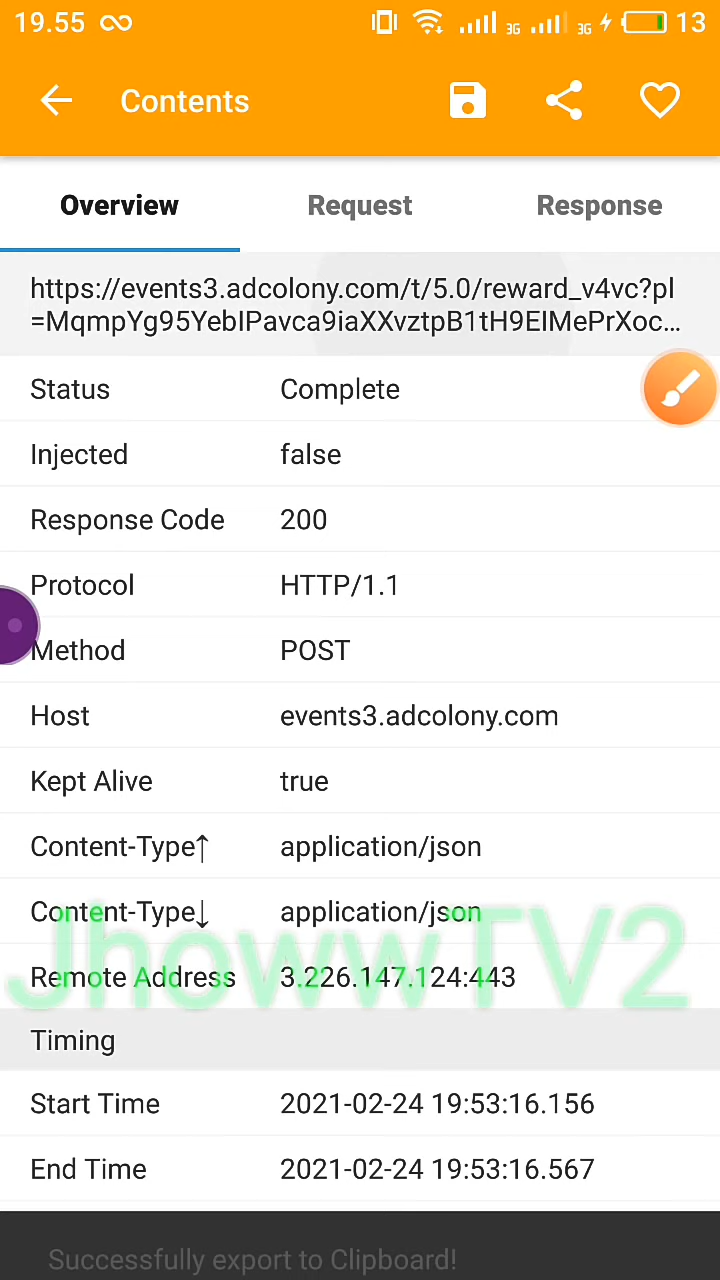 19.55
3G 3G 13
Contents
Overview Request Response
https://events3.adcolony.com/t/5.0/reward_v4vc?pl
=MqmpYg95YebIPavca9iaXXvztpB1tH9EIMePrXoc...
Status Complete
Injected false
Response Code 200
Protocol HTTP/1.1
Method POST
Host events3.adcolony.com
Kept Alive true
Content-Type↑ application/json
Content-Type↓ application/json
JhowwTV2
Remote Address 3.226.147.124:443
Timing
Start Time 2021-02-24 19:53:16.156
End Time 2021-02-24 19:53:16.567
Successfully export to Clipboard!